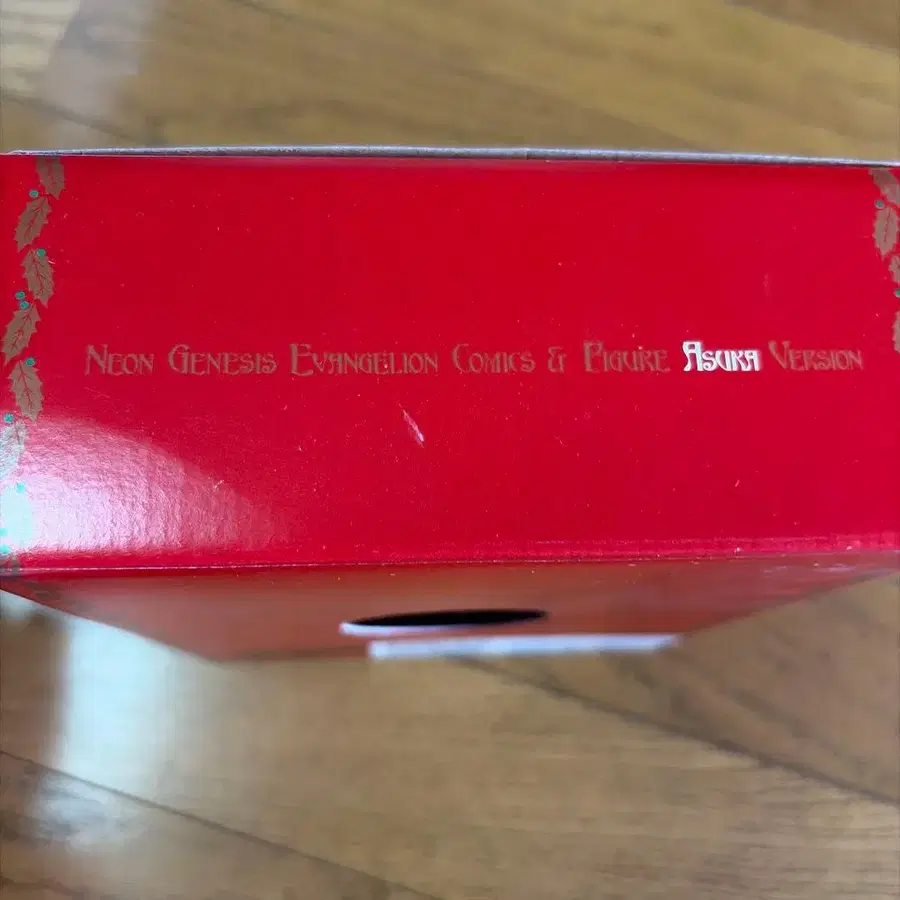 Neon Genesis Evangelion Comics & Figure Asuka Version